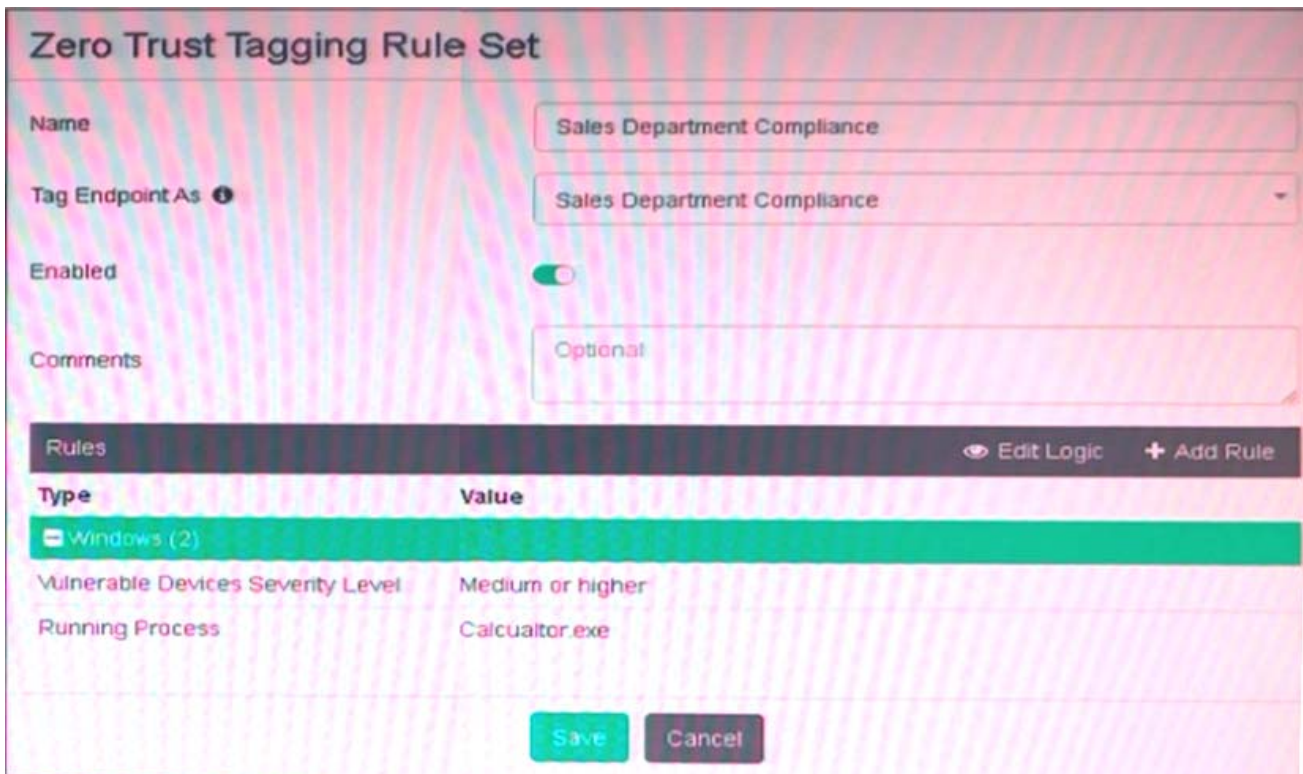 Zero Trust Tagging Rule Set
Name
Sales Department Compliance
Tag Endpoint As
Sales Department Compliance
Enabled
Comments
Optional
Rules
Edit Logic
Add Rule
Type Value
Windows (2)
Vulnerable Devices Severity Level Medium or higher
Running Process Calcualtor.exe
Save Cancel